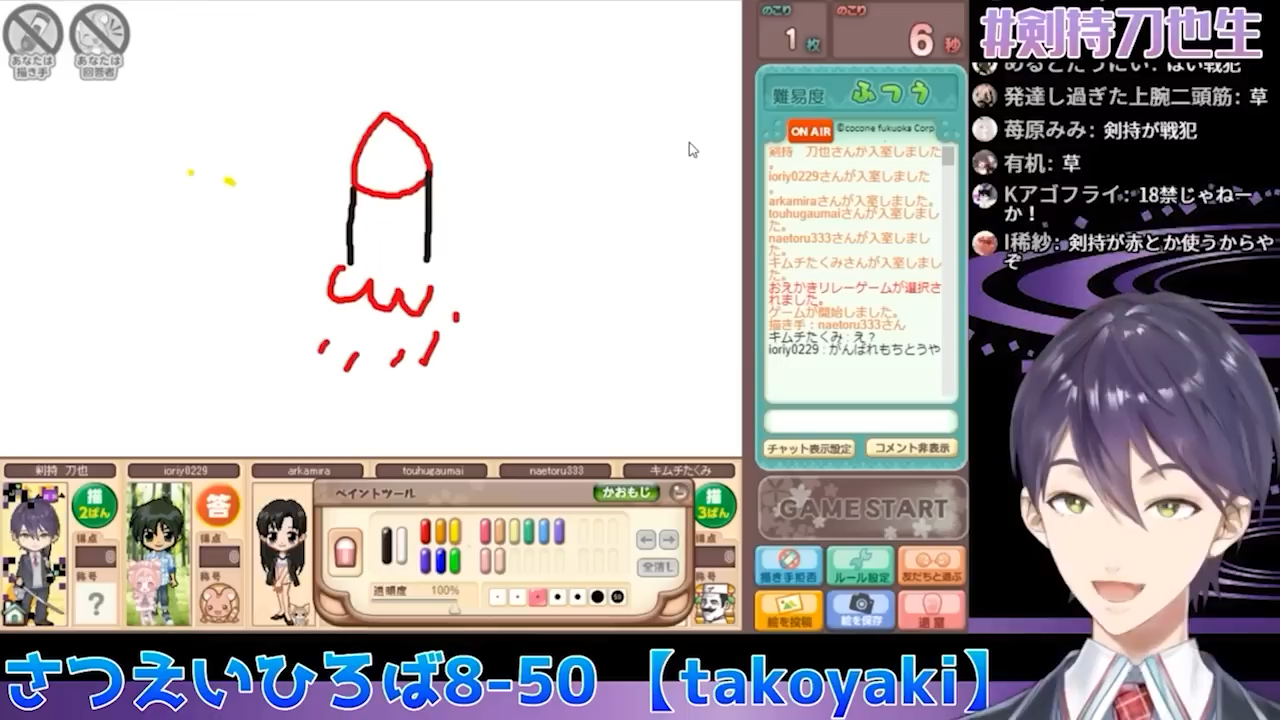 あなたは
描き手
あなたは
回答者
のこり
1枚
のこり
6秒
#剣持刀也生
難易度 ふつう
ON AIR
©cocone fukuoka Corp
剣持　刀也さんが入室しました
。
ioriy0229さんが入室しました
。
arkamiraさんが入室しました。
touhugaumaiさんが入室しまし
た。
naetoru333さんが入室しまし
た。
キムチたくみさんが入室しまし
た。
おえかきリレーゲームが選択さ
れました。
ゲームが開始しました。
描き手：naetoru333さん
キムチたくみ：え？
ioriy0229：がんばれもちとうや
チャット表示設定
コメント非表示
GAME START
描き手拒否
ルール設定
友だちと遊ぶ
絵を投稿
絵を保存
退室
発達し過ぎた上腕二頭筋: 草
苺原みみ: 剣持が戦犯
有机: 草
Kアゴフライ: 18禁じゃねー
か！
I稀紗: 剣持が赤とか使うからや
ぞ
剣持 刀也
ioriy0229
arkamira
touhugaumai
naetoru333
キムチたくみ
描
2ばん
得点
0
称号
?
答
得点
0
称号
ペイントツール
かおもじ
全消し
透明度 100%
描
3ばん
得点
0
称号
さつえいひろば8-50 【takoyaki】